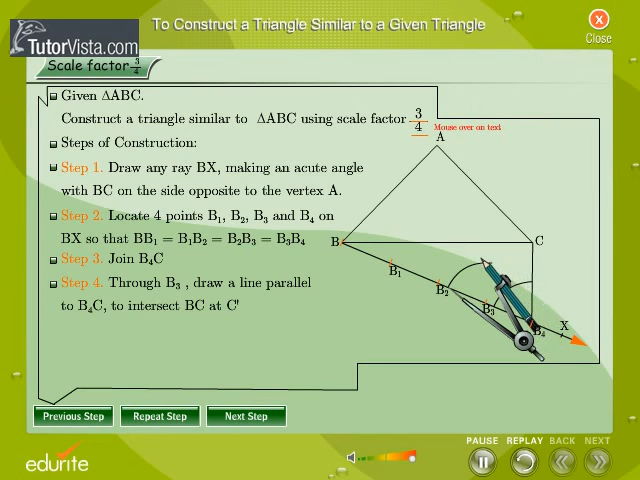 To Construct a Triangle Similar to a Given Triangle
Close
TutorVista.com
Scale factor 3/4
Given ΔABC.
Construct a triangle similar to ΔABC using scale factor 3/4
Mouse over on text
Steps of Construction:
Step 1. Draw any ray BX, making an acute angle
with BC on the side opposite to the vertex A.
Step 2. Locate 4 points B₁, B₂, B₃ and B₄ on
BX so that BB₁ = B₁B₂ = B₂B₃ = B₃B₄
Step 3. Join B₄C
Step 4. Through B₃ , draw a line parallel
to B₄C, to intersect BC at C'
A
B
C
B₁
B₂
B₃
B₄
X
Previous Step
Repeat Step
Next Step
PAUSE REPLAY BACK NEXT
edurite